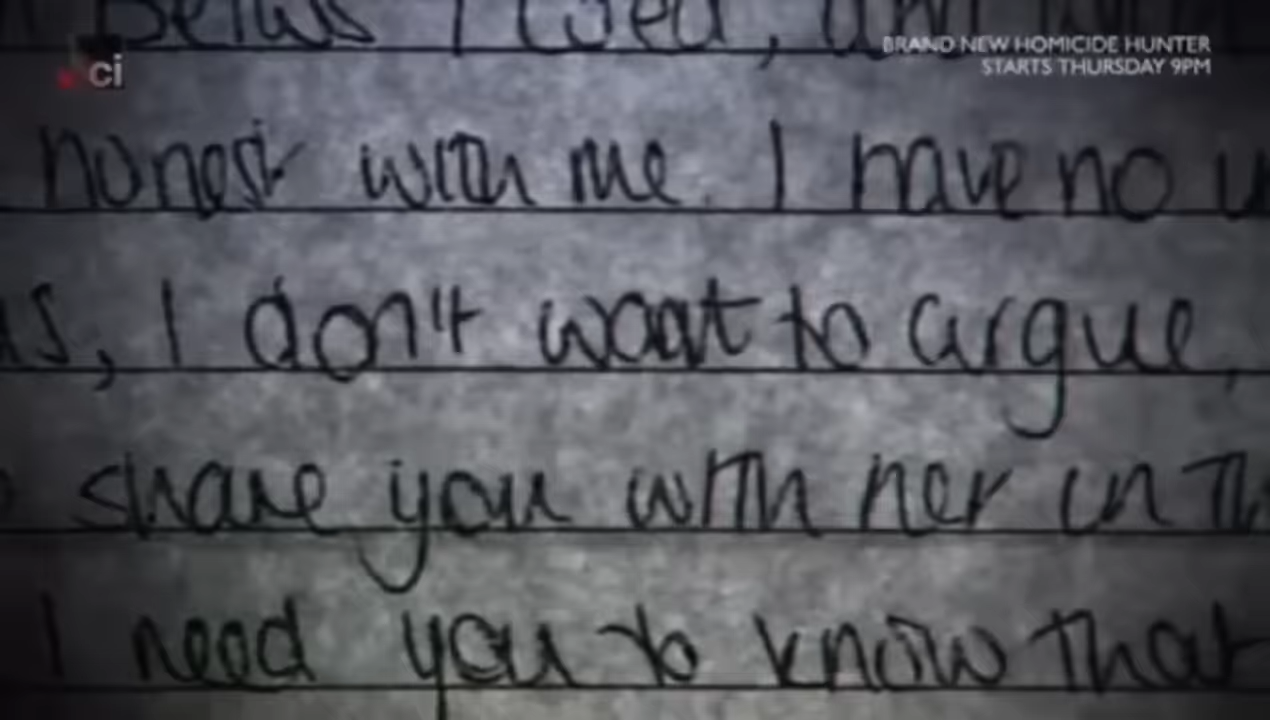 ci
BRAND NEW HOMICIDE HUNTER
STARTS THURSDAY 9PM
honest with me. I have no
, I don't want to argue,
share you with her in
I need you to know that